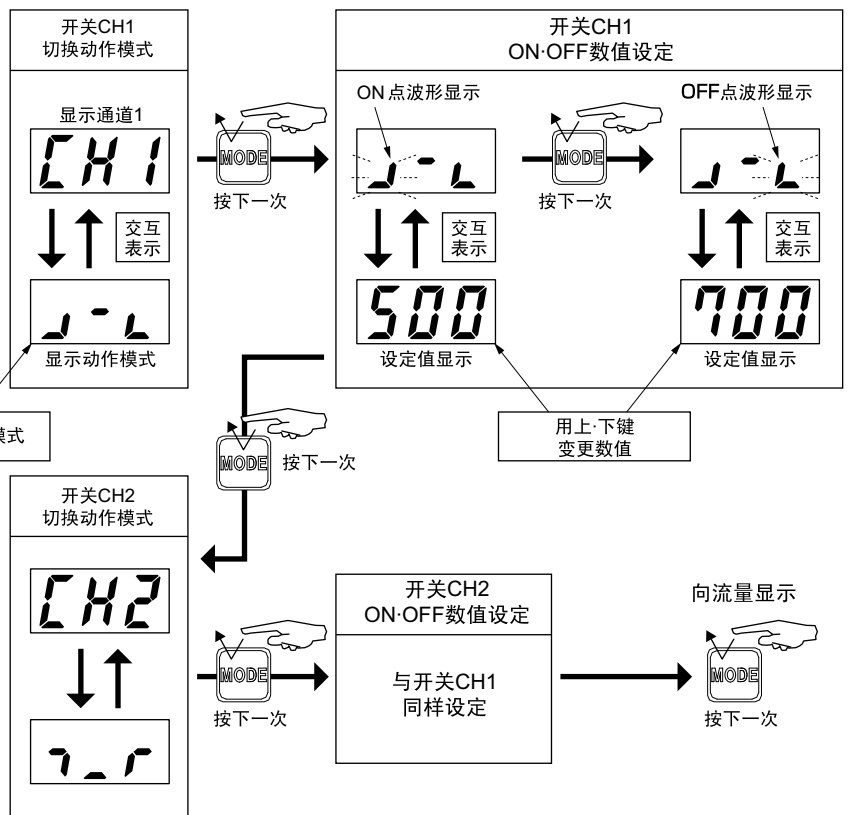 开关CH1
切换动作模式
显示通道1
CH1
交互
表示
显示动作模式
MODE
按下一次
开关CH1
ON·OFF数值设定
ON点波形显示
交互
表示
500
设定值显示
MODE
按下一次
OFF点波形显示
交互
表示
700
设定值显示
用上·下键
变更数值
式
MODE
按下一次
开关CH2
切换动作模式
CH2
MODE
按下一次
开关CH2
ON·OFF数值设定
与开关CH1
同样设定
向流量显示
MODE
按下一次